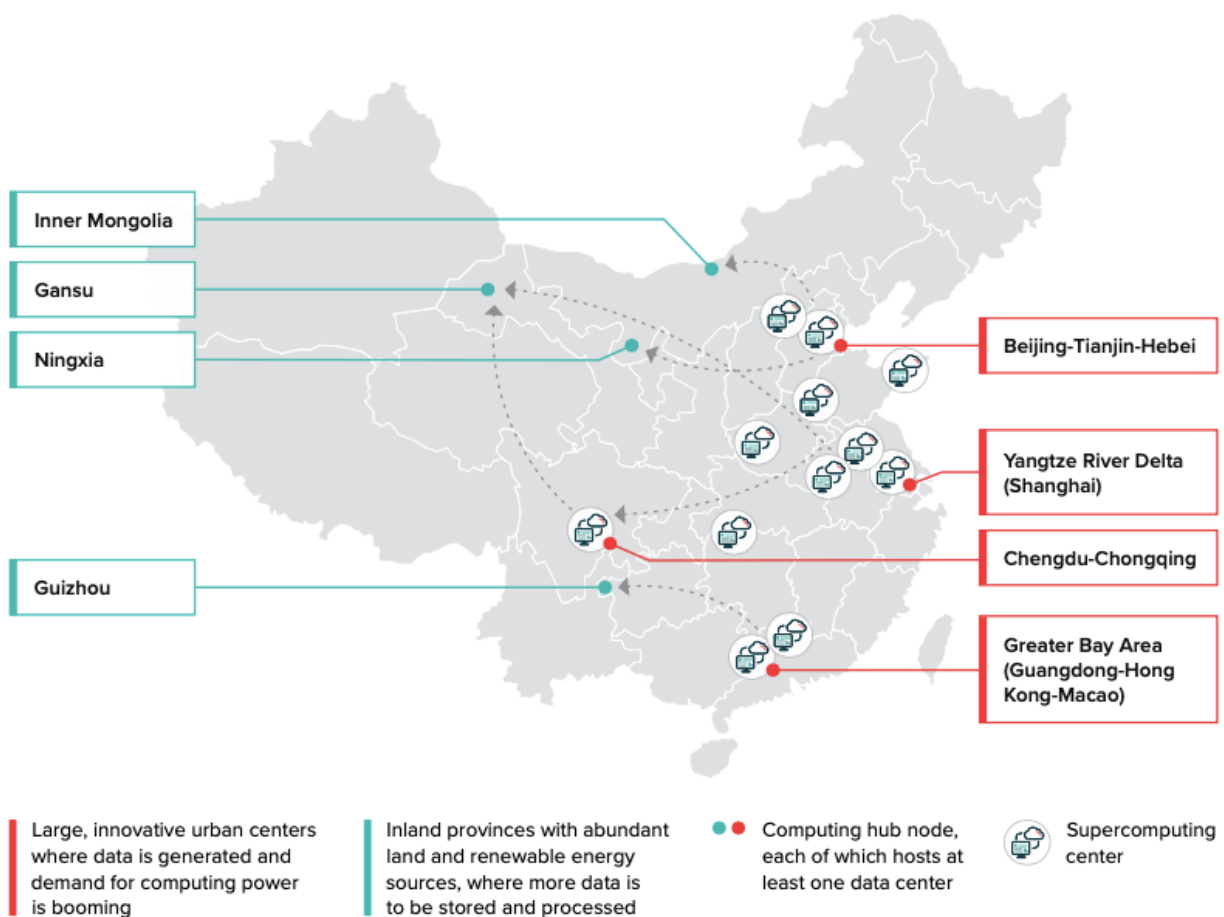 Inner Mongolia
Gansu
Ningxia
Guizhou
Beijing-Tianjin-Hebei
Yangtze River Delta
(Shanghai)
Chengdu-Chongqing
Greater Bay Area
(Guangdong-Hong
Kong-Macao)
Large, innovative urban centers
where data is generated and
demand for computing power
is booming
Inland provinces with abundant
land and renewable energy
sources, where more data is
to be stored and processed
Computing hub node,
each of which hosts at
least one data center
Supercomputing
center